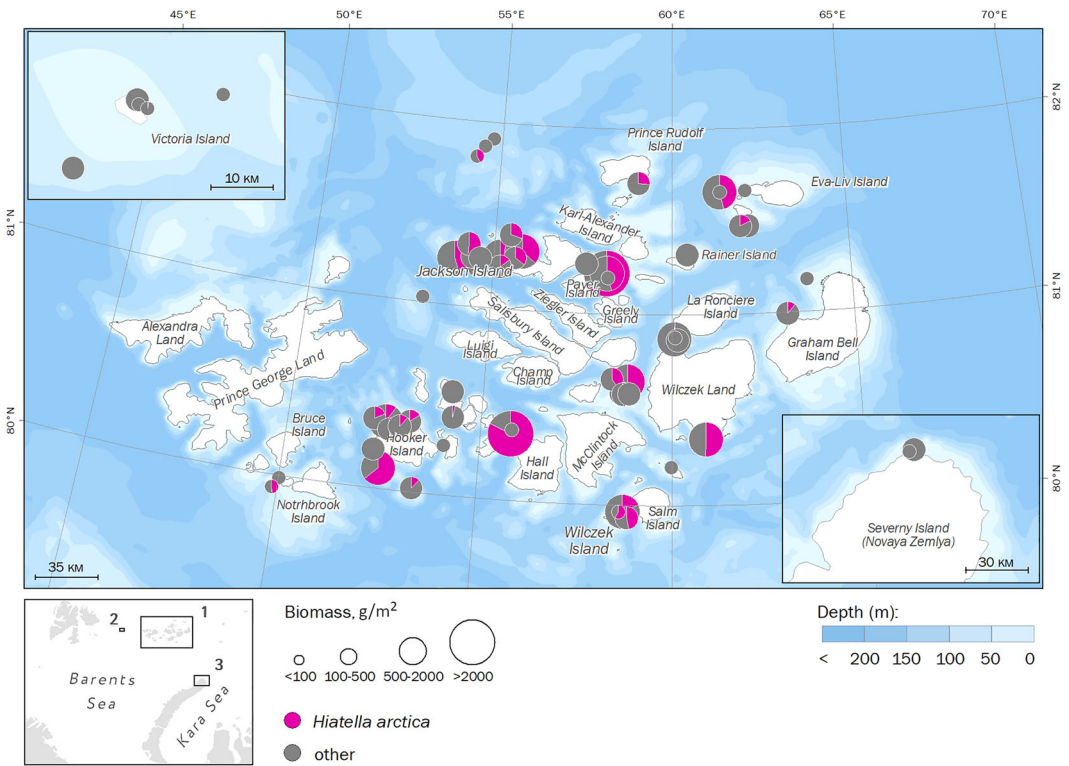 45°E
50°E
55°E
60°E
65°E
70°E
82°N
81°N
81°N
80°N
80°N
Victoria Island
10 км
Prince Rudolf
Island
Eva-Liv Island
Karl-Alexander
Island
Rainer Island
Jackson Island
Payer
Island
Ziegler Island
Greely
Island
La Ronciere
Island
Salisbury Island
Alexandra
Land
Luigi
Island
Graham Bell
Island
Prince George Land
Champ
Island
Wilczek Land
Bruce
Island
Hooker
Island
Hall
Island
McClintock
Island
Notrhbrook
Island
Salm
Island
Wilczek
Island
35 км
Severny Island
(Novaya Zemlya)
30 км
1
2
3
Barents
Sea
Kara Sea
Biomass, g/m²
<100
100-500
500-2000
>2000
Hiatella arctica
other
Depth (m):
< 200 150 100 50 0